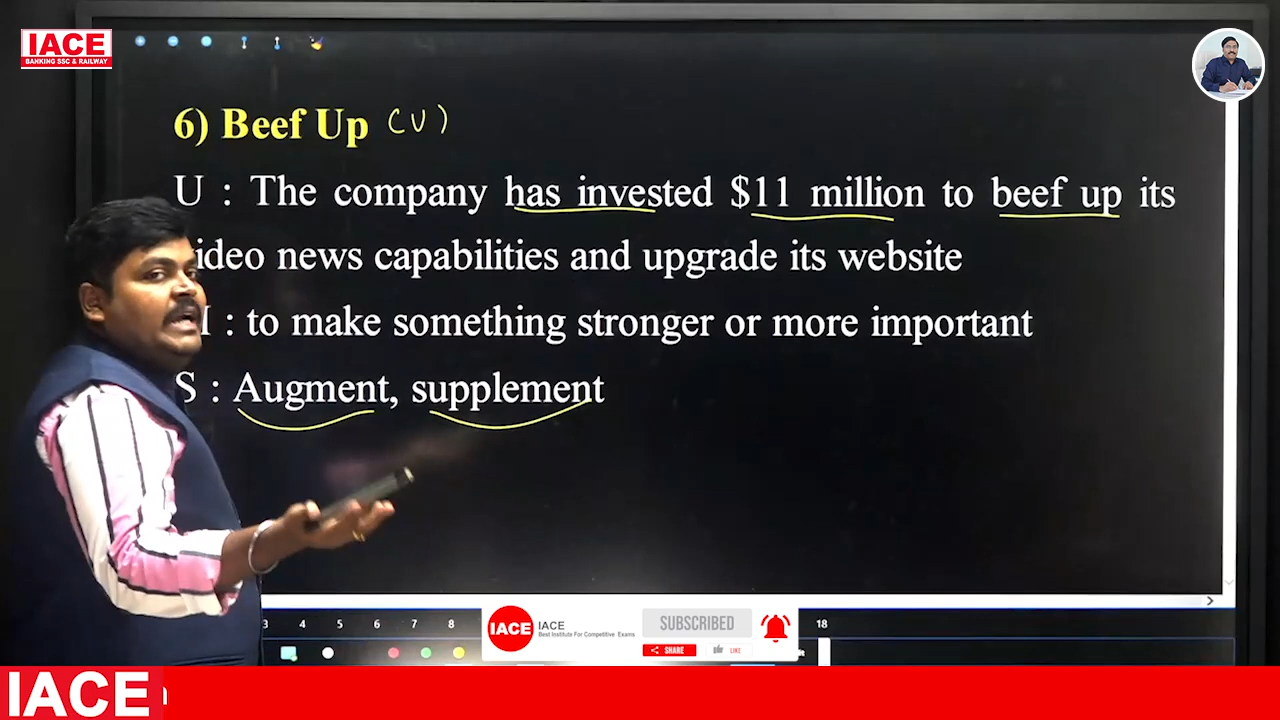 IACE
BANKING SSC & RAILWAY
6) Beef Up (V)
U : The company has invested $11 million to beef up its
ideo news capabilities and upgrade its website
: to make something stronger or more important
S : Augment, supplement
3 4 5 6 7 8 18
IACE
IACE
Best Institute For Competitive Exams
SUBSCRIBED
SHARE
LIKE
IACE